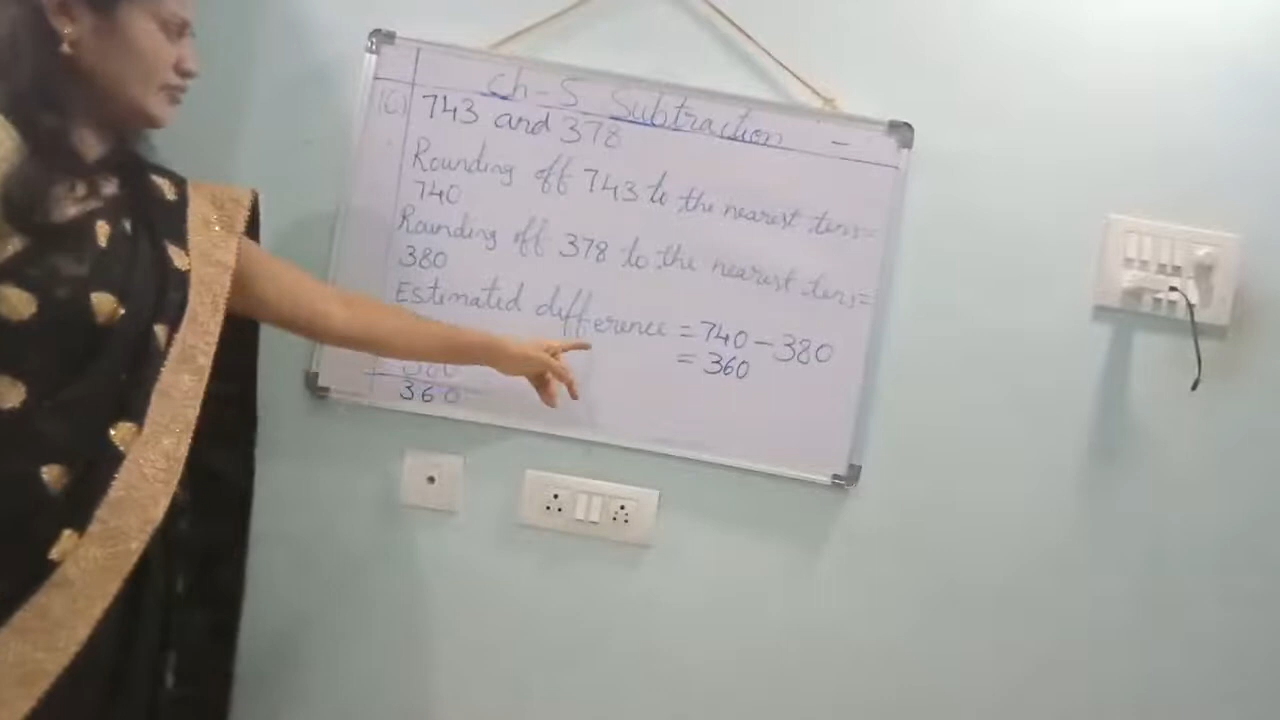 Ch - 5 Subtraction -
1C) 743 and 378
Rounding off 743 to the nearest tens =
740
Rounding off 378 to the nearest tens =
380
Estimated difference = 740 - 380
= 360
360